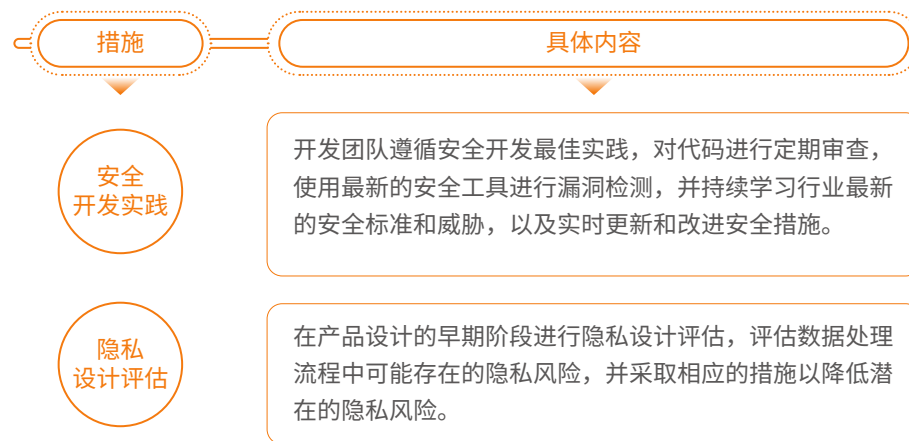 措施
具体内容
安全
开发实践
开发团队遵循安全开发最佳实践，对代码进行定期审查，
使用最新的安全工具进行漏洞检测，并持续学习行业最新
的安全标准和威胁，以及实时更新和改进安全措施。
隐私
设计评估
在产品设计的早期阶段进行隐私设计评估，评估数据处理
流程中可能存在的隐私风险，并采取相应的措施以降低潜
在的隐私风险。